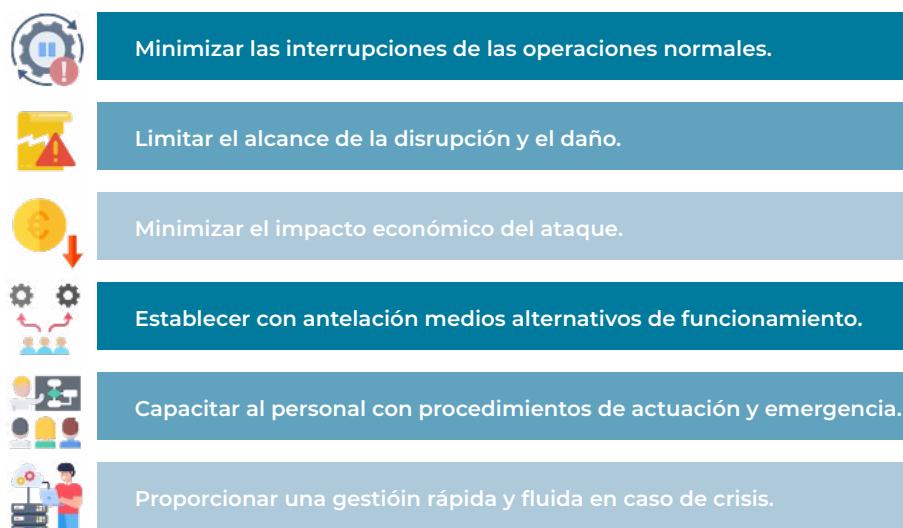 Minimizar las interrupciones de las operaciones normales.
Limitar el alcance de la disrupción y el daño.
Minimizar el impacto económico del ataque.
Establecer con antelación medios alternativos de funcionamiento.
Capacitar al personal con procedimientos de actuación y emergencia.
Proporcionar una gestióin rápida y fluida en caso de crisis.